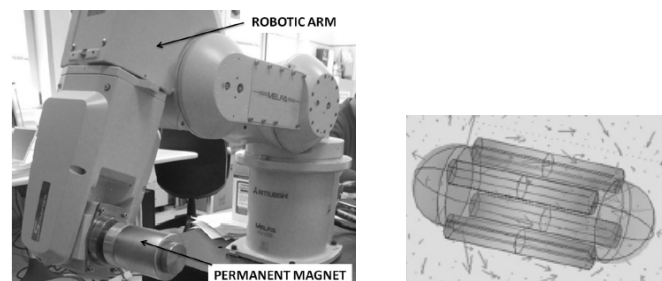 ROBOTIC ARM
MELFA
MITSUBISHI
MELFA
PERMANENT MAGNET